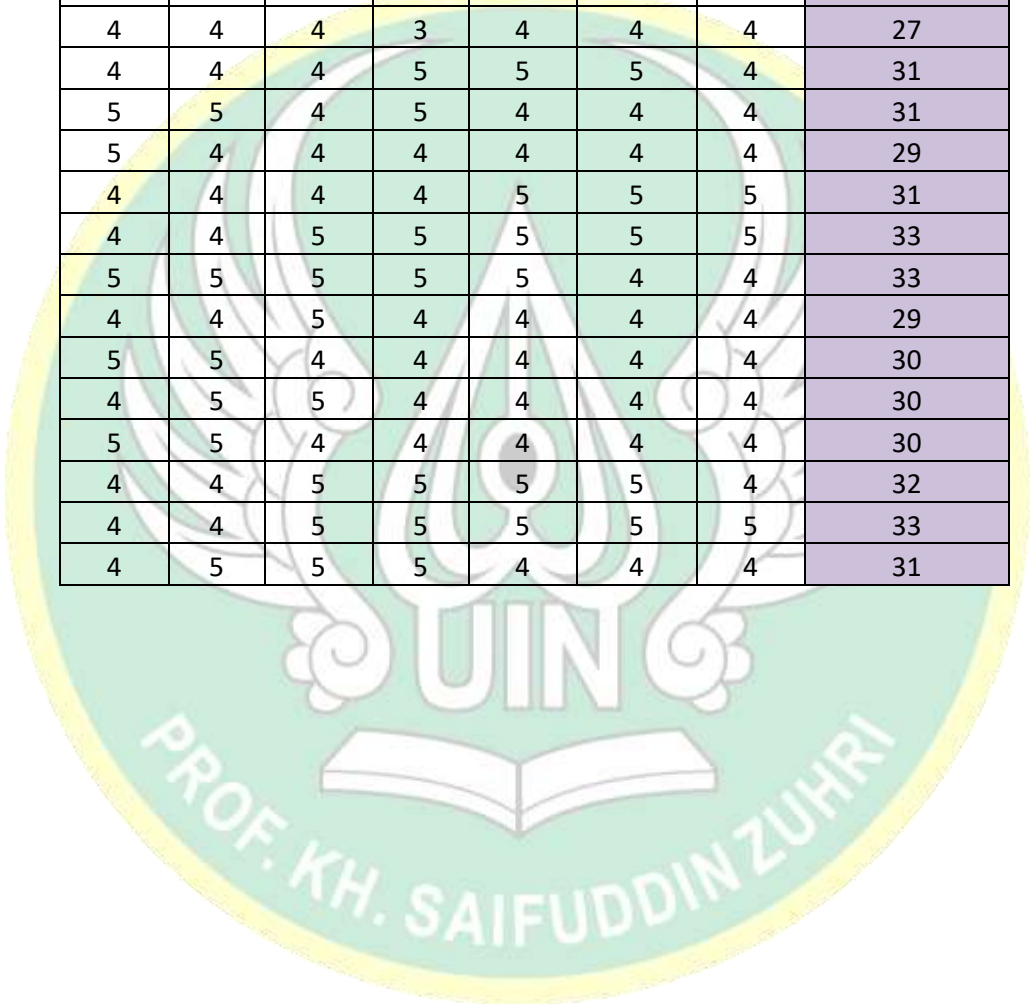 4 4 4 3 4 4 4 27
4 4 4 5 5 5 4 31
5 5 4 5 4 4 4 31
5 4 4 4 4 4 4 29
4 4 4 4 5 5 5 31
4 4 5 5 5 5 5 33
5 5 5 5 5 4 4 33
4 4 5 4 4 4 4 29
5 5 4 4 4 4 4 30
4 5 5 4 4 4 4 30
5 5 4 4 4 4 4 30
4 4 5 5 5 5 4 32
4 4 5 5 5 5 5 33
4 5 5 5 4 4 4 31
UIN
PROF. KH. SAIFUDDIN ZUHRI